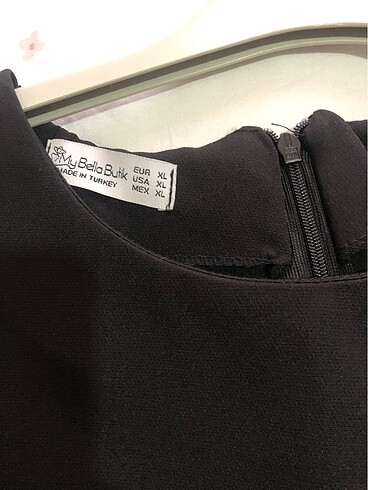 My Bella Butik
MADE IN TURKEY
EUR XL
USA XL
MEX XL